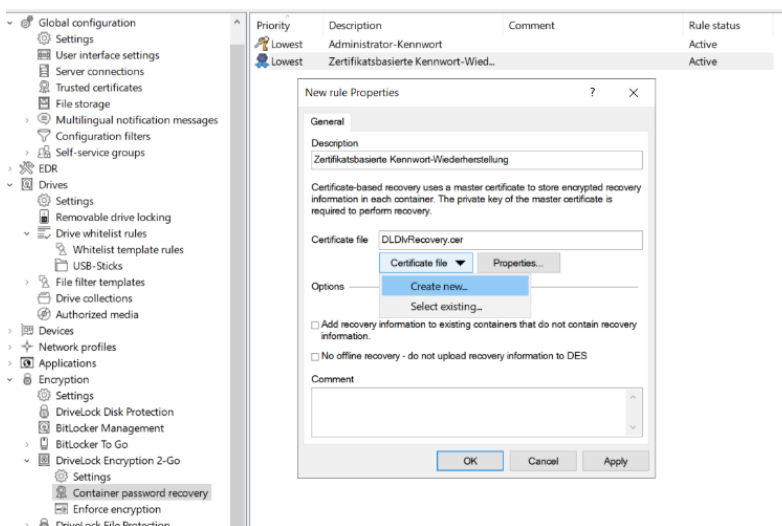 Global configuration
Settings
User interface settings
Server connections
Trusted certificates
File storage
Multilingual notification messages
Configuration filters
Self-service groups
EDR
Drives
Settings
Removable drive locking
Drive whitelist rules
Whitelist template rules
USB-Sticks
File filter templates
Drive collections
Authorized media
Devices
Network profiles
Applications
Encryption
Settings
DriveLock Disk Protection
BitLocker Management
BitLocker To Go
DriveLock Encryption 2-Go
Settings
Container password recovery
Enforce encryption
DriveLock File Protection
Priority Description Comment Rule status
Lowest Administrator-Kennwort Active
Lowest Zertifikatsbasierte Kennwort-Wied... Active
New rule Properties ? ×
General
Description
Zertifikatsbasierte Kennwort-Wiederherstellung
Certificate-based recovery uses a master certificate to store encrypted recovery
information in each container. The private key of the master certificate is
required to perform recovery.
Certificate file DLDlvRecovery.cer
Certificate file Properties...
Options
Create new...
Select existing...
Add recovery information to existing containers that do not contain recovery
information.
No offline recovery - do not upload recovery information to DES
Comment
OK Cancel Apply